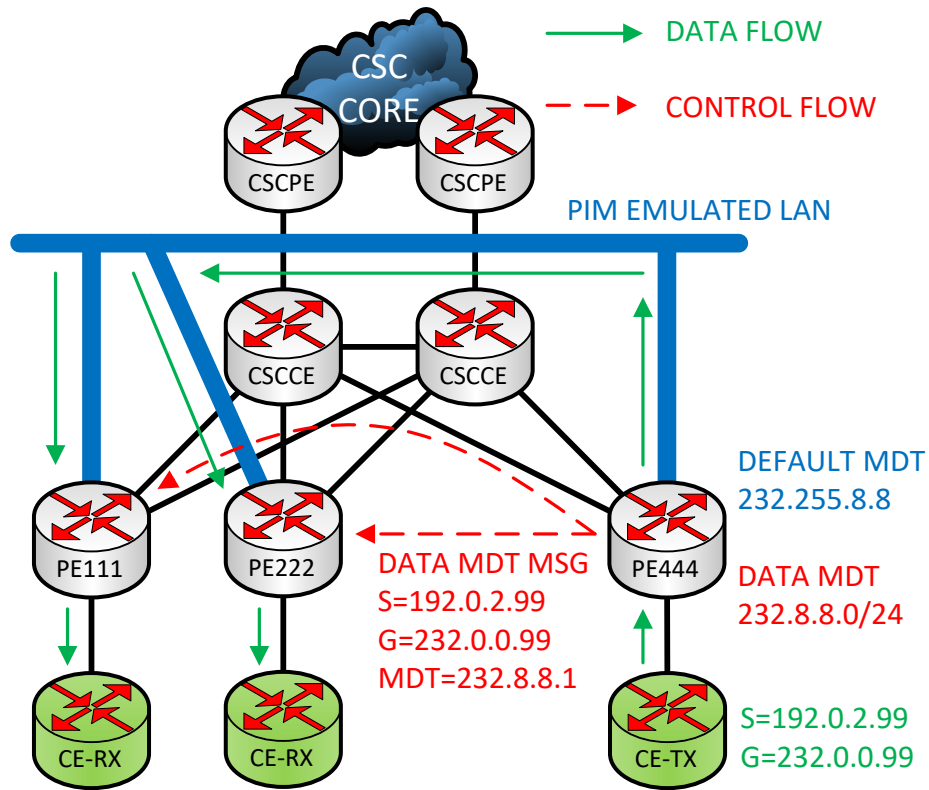 DATA FLOW
CSC
CORE
CONTROL FLOW
CSCPE
CSCPE
PIM EMULATED LAN
CSCCE
CSCCE
DEFAULT MDT
232.255.8.8
PE111
PE222
DATA MDT MSG
S=192.0.2.99
G=232.0.0.99
MDT=232.8.8.1
PE444
DATA MDT
232.8.8.0/24
CE-RX
CE-RX
CE-TX
S=192.0.2.99
G=232.0.0.99